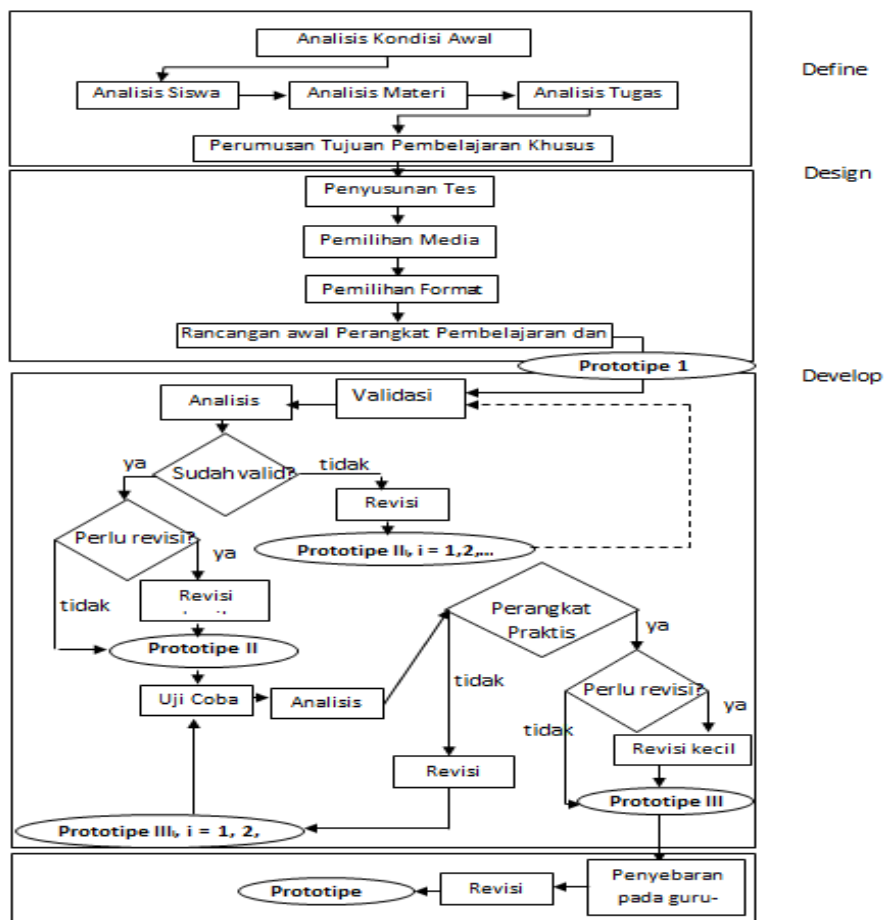 Analisis Kondisi Awal
Define
Analisis Siswa
Analisis Materi
Analisis Tugas
Perumusan Tujuan Pembelajaran Khusus
Design
Penyusunan Tes
Pemilihan Media
Pemilihan Format
Rancangan awal Perangkat Pembelajaran dan
Prototipe 1
Develop
Analisis
Validasi
ya
Sudah valid?
tidak
Revisi
Perlu revisi?
ya
Prototipe IIᵢ, i = 1,2,...
tidak
Revisi
Prototipe II
Perangkat
Praktis
ya
Uji Coba
Analisis
tidak
Perlu revisi?
ya
tidak
Revisi kecil
Revisi
Prototipe III
Prototipe IIIᵢ, i = 1, 2,
Penyebaran
pada guru-
Revisi
Prototipe